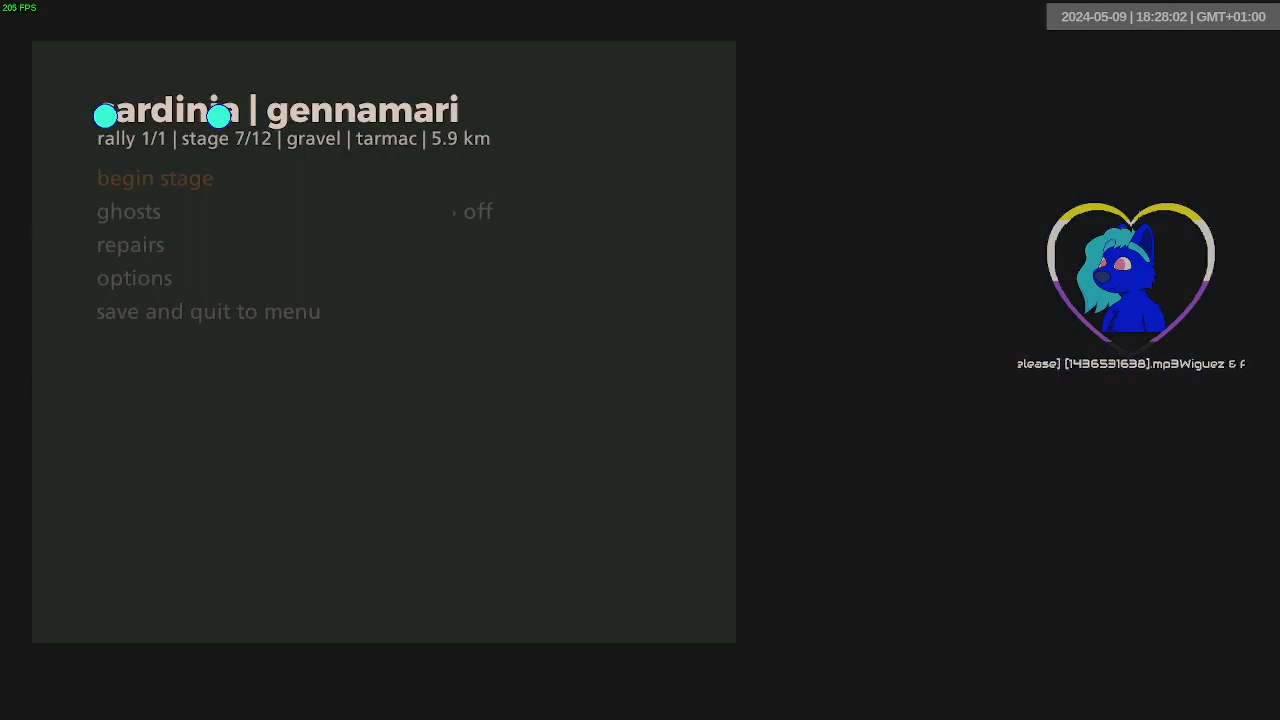 205 FPS
2024-05-09 | 18:28:02 | GMT+01:00
sardinia | gennamari
rally 1/1 | stage 7/12 | gravel | tarmac | 5.9 km
begin stage
ghosts off
repairs
options
save and quit to menu
elease] [1436531638].mp3Wiguez &